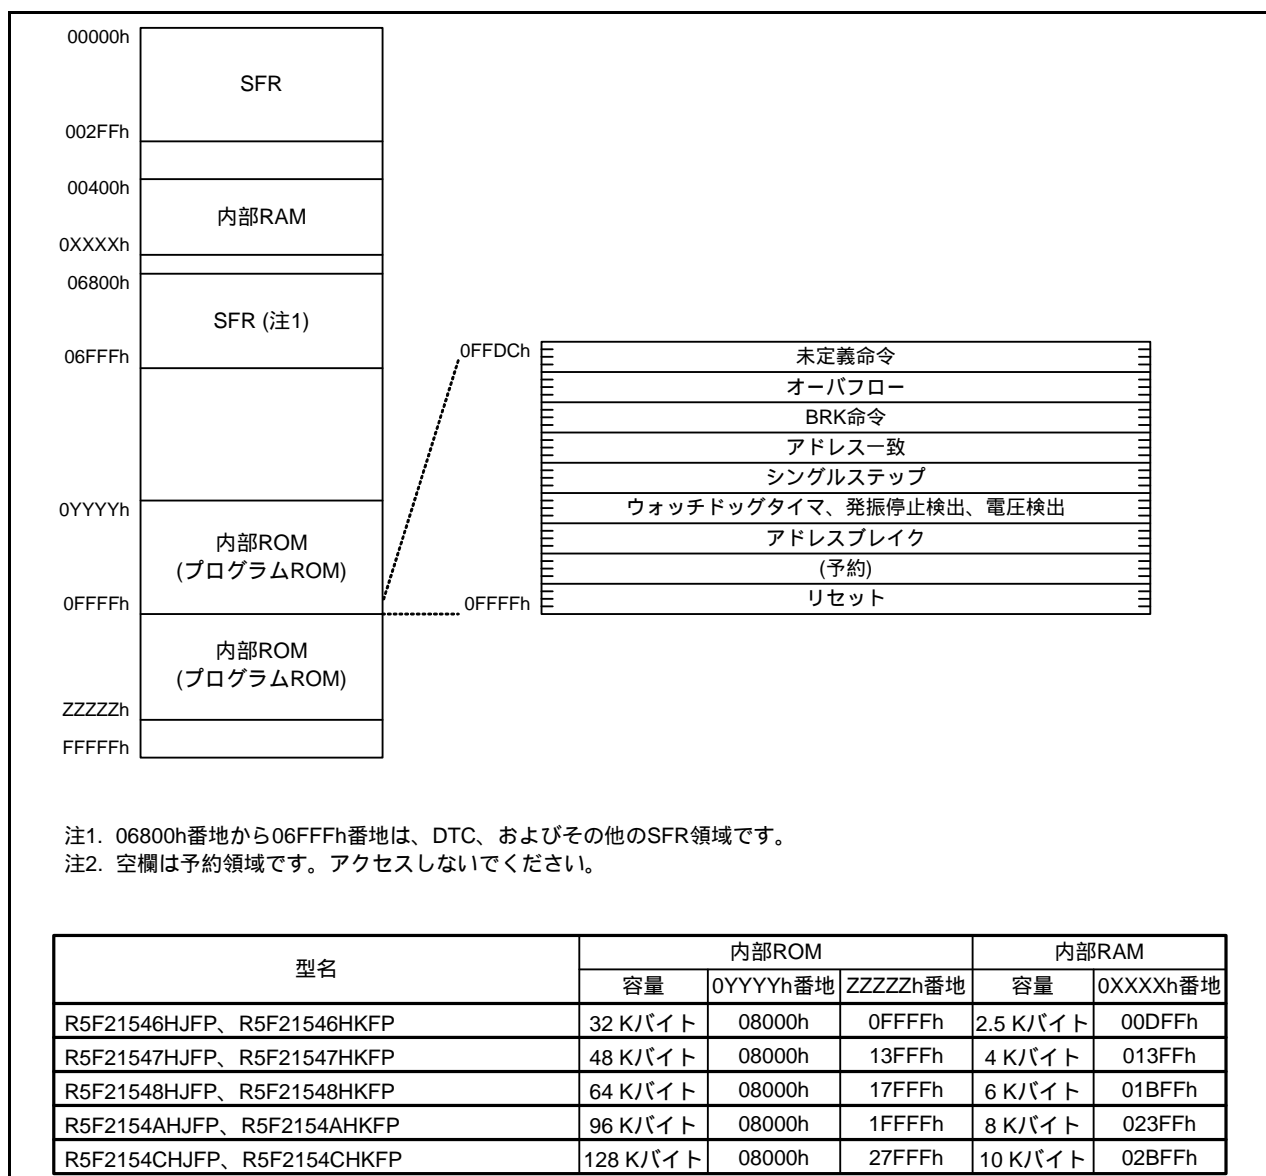 00000h
SFR
002FFh
00400h
内部RAM
0XXXXh
06800h
SFR (注1)
06FFFh
0YYYYh
内部ROM
(プログラムROM)
0FFFFh
内部ROM
(プログラムROM)
ZZZZZh
FFFFFh
0FFDCh
未定義命令
オーバフロー
BRK命令
アドレス一致
シングルステップ
ウォッチドッグタイマ、発振停止検出、電圧検出
アドレスブレイク
(予約)
0FFFFh
リセット
注1. 06800h番地から06FFFh番地は、DTC、およびその他のSFR領域です。
注2. 空欄は予約領域です。アクセスしないでください。
型名 内部ROM 内部RAM
容量 0YYYYh番地 ZZZZZh番地 容量 0XXXXh番地
R5F21546HJFP、R5F21546HKFP 32 Kバイト 08000h 0FFFFh 2.5 Kバイト 00DFFh
R5F21547HJFP、R5F21547HKFP 48 Kバイト 08000h 13FFFh 4 Kバイト 013FFh
R5F21548HJFP、R5F21548HKFP 64 Kバイト 08000h 17FFFh 6 Kバイト 01BFFh
R5F2154AHJFP、R5F2154AHKFP 96 Kバイト 08000h 1FFFFh 8 Kバイト 023FFh
R5F2154CHJFP、R5F2154CHKFP 128 Kバイト 08000h 27FFFh 10 Kバイト 02BFFh